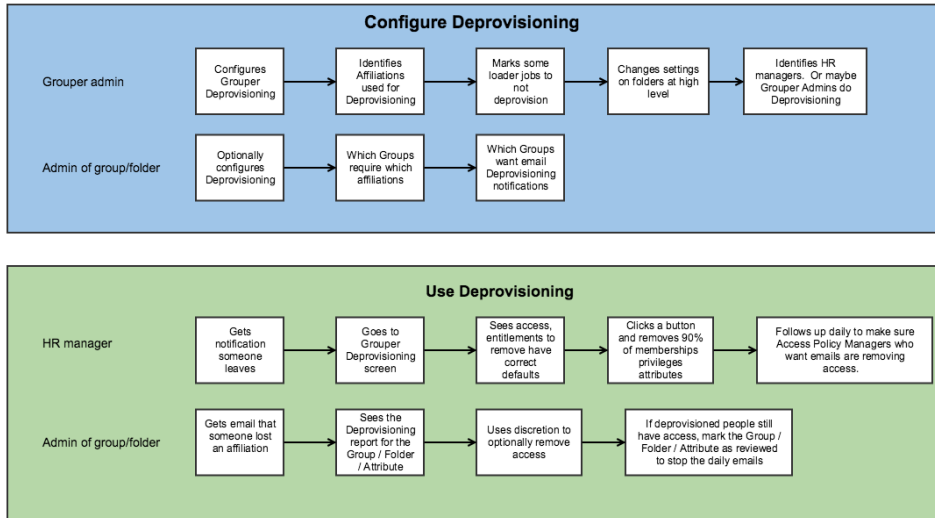 Configure Deprovisioning
Grouper admin
Configures
Grouper
Deprovisioning
Identifies
Affiliations
used for
Deprovisioning
Marks some
loader jobs to
not
deprovision
Changes settings
on folders at high
level
Identifies HR
managers. Or maybe
Grouper Admins do
Deprovisioning
Admin of group/folder
Optionally
configures
Deprovisioning
Which Groups
require which
affiliations
Which Groups
want email
Deprovisioning
notifications
Use Deprovisioning
HR manager
Gets
notification
someone
leaves
Goes to
Grouper
Deprovisioning
screen
Sees access,
entitlements to
remove have
correct
defaults
Clicks a button
and removes 90%
of memberships
privileges
attributes
Follows up daily to make sure
Access Policy Managers who
want emails are removing
access.
Admin of group/folder
Gets email that
someone lost
an affiliation
Sees the
Deprovisioning
report for the
Group / Folder
/ Attribute
Uses discretion to
optionally remove
access
If deprovisioned people still
have access, mark the Group /
Folder / Attribute as reviewed
to stop the daily emails